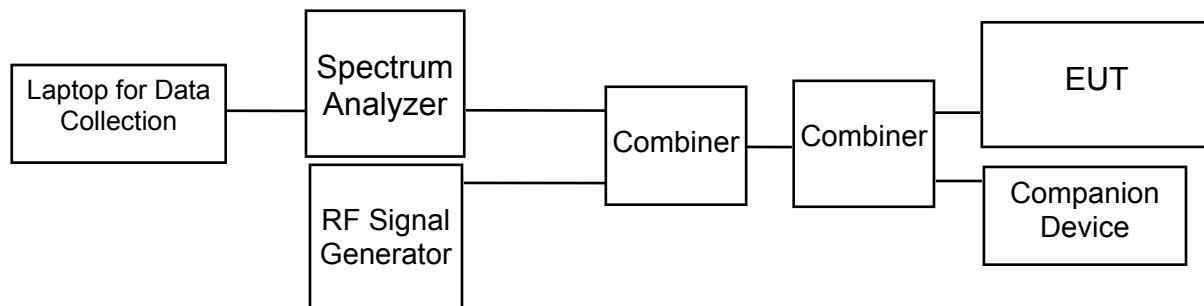 Laptop for Data
Collection
Spectrum
Analyzer
RF Signal
Generator
Combiner
Combiner
EUT
Companion
Device